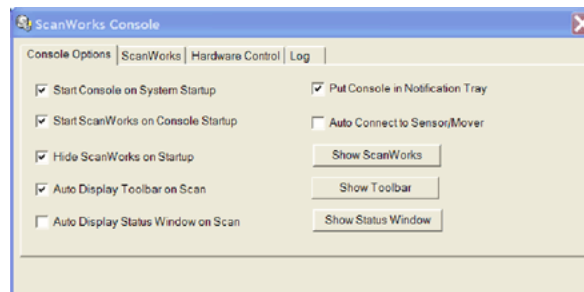 ScanWorks Console
Console Options ScanWorks Hardware Control Log
Start Console on System Startup
Put Console in Notification Tray
Start ScanWorks on Console Startup
Auto Connect to Sensor/Mover
Hide ScanWorks on Startup
Show ScanWorks
Auto Display Toolbar on Scan
Show Toolbar
Auto Display Status Window on Scan
Show Status Window